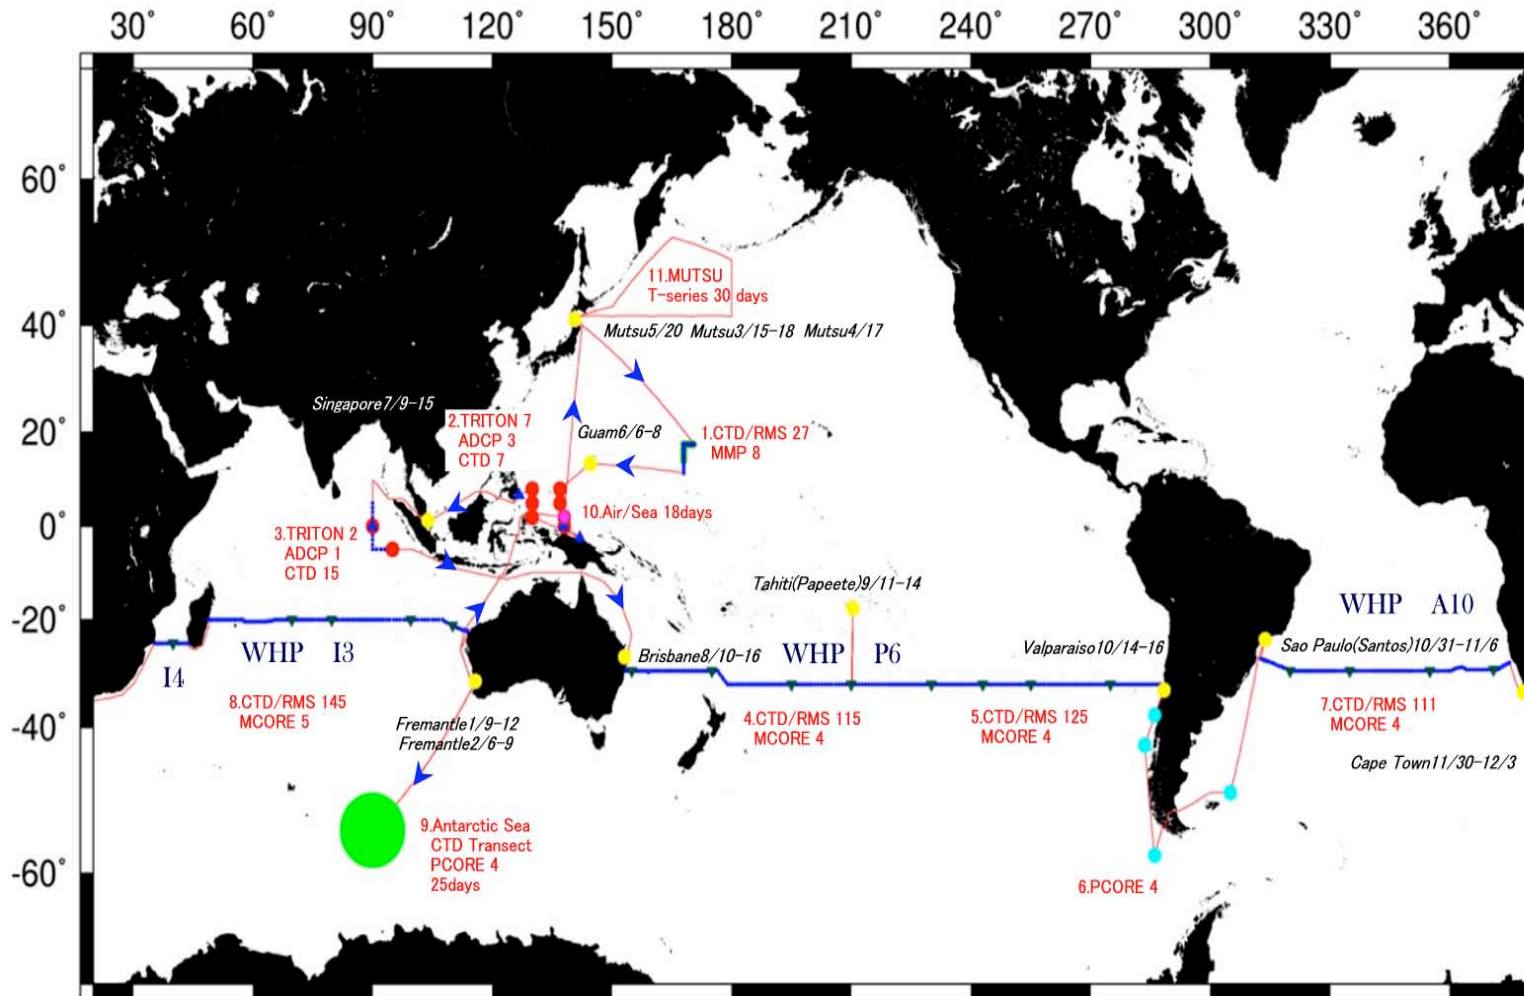 30° 60° 90° 120° 150° 180° 210° 240° 270° 300° 330° 360°
60°
40°
20°
0°
-20°
-40°
-60°
11.MUTSU
T-series 30 days
Mutsu5/20 Mutsu3/15-18 Mutsu4/17
Singapore7/9-15
2.TRITON 7
ADCP 3
CTD 7
Guam6/6-8
1.CTD/RMS 27
MMP 8
10.Air/Sea 18days
3.TRITON 2
ADCP 1
CTD 15
Tahiti(Papeete)9/11-14
WHP A10
WHP I3
I4
Brisbane8/10-16
WHP P6
Valparaiso10/14-16
Sao Paulo(Santos)10/31-11/6
8.CTD/RMS 145
MCORE 5
Fremantle1/9-12
Fremantle2/6-9
4.CTD/RMS 115
MCORE 4
5.CTD/RMS 125
MCORE 4
7.CTD/RMS 111
MCORE 4
Cape Town11/30-12/3
9.Antarctic Sea
CTD Transect
PCORE 4
25days
6.PCORE 4